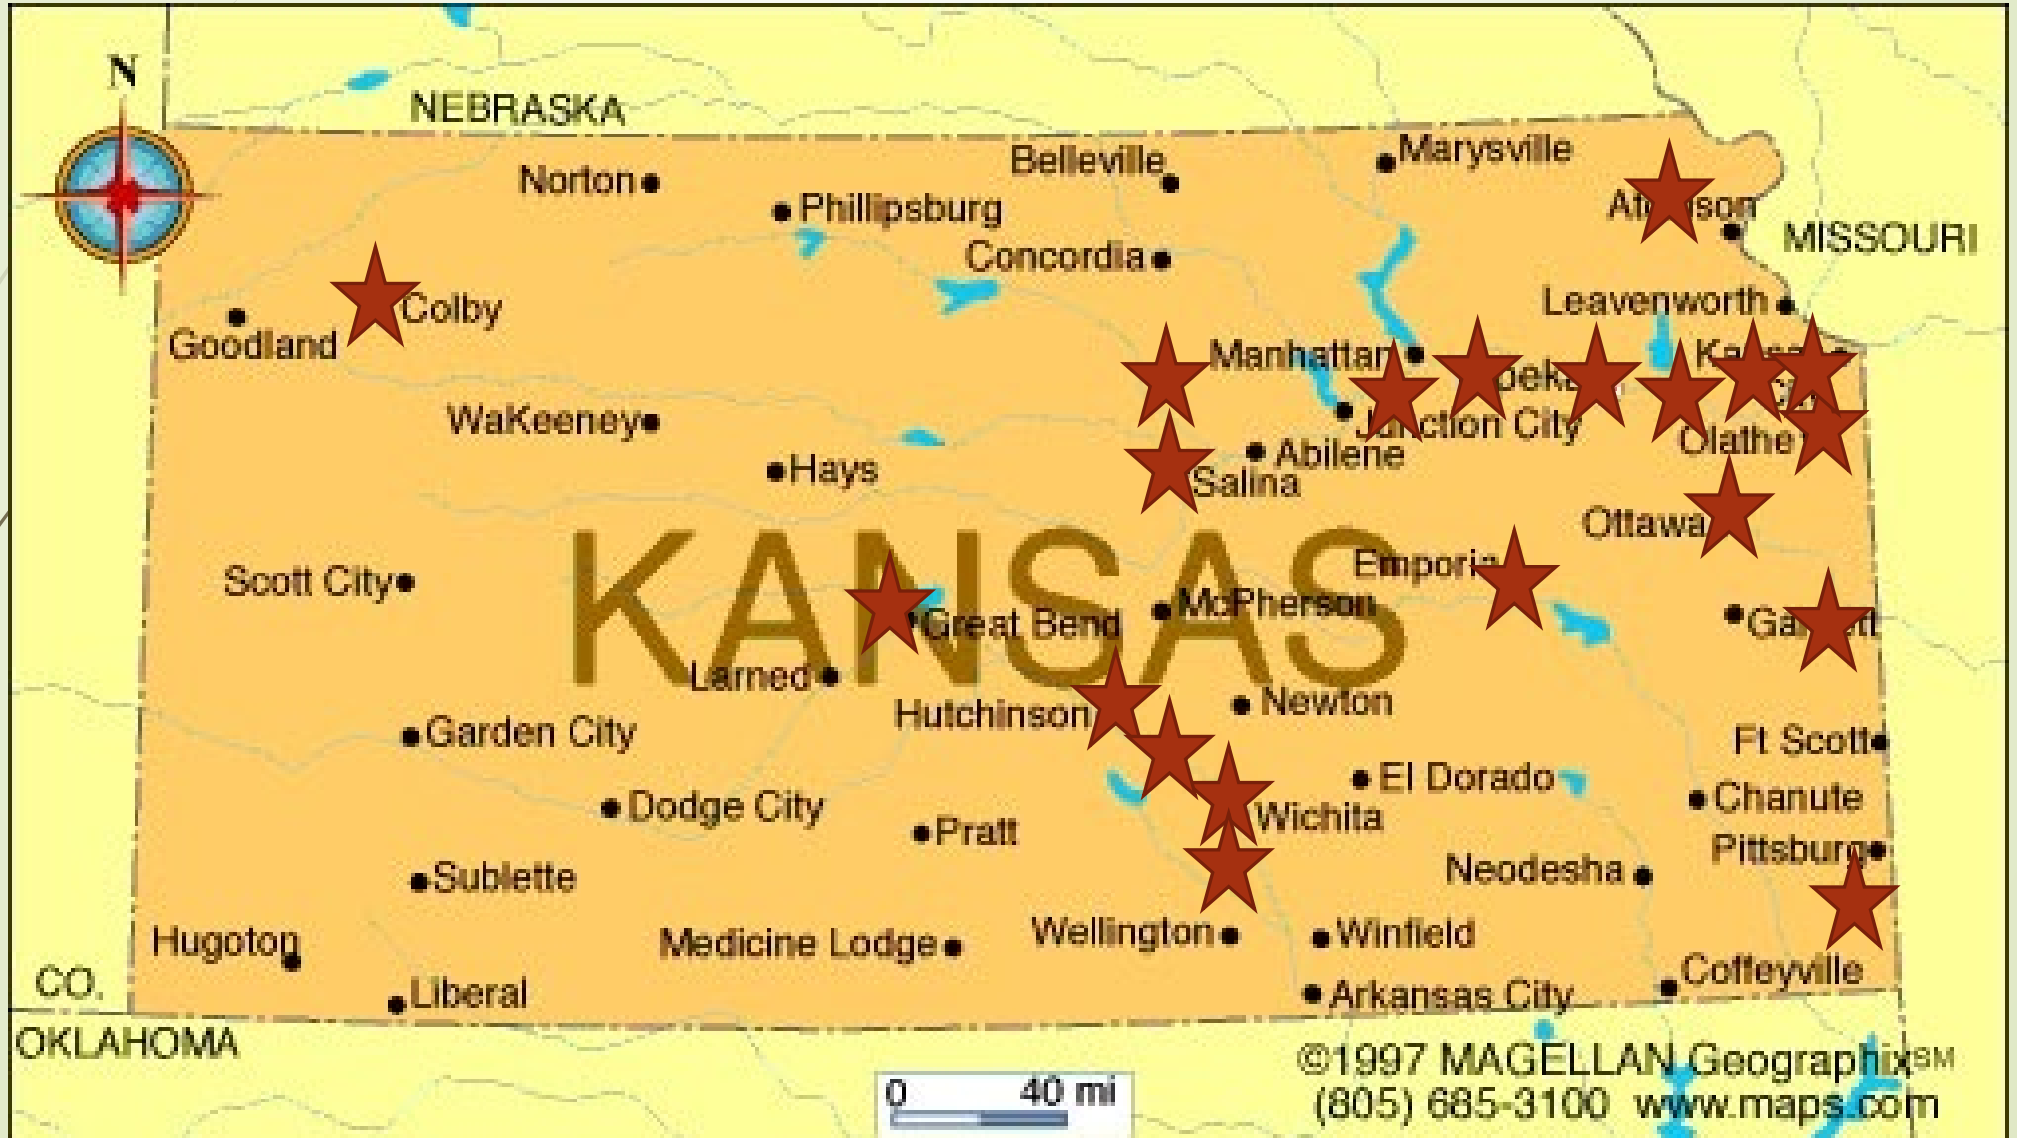 N
NEBRASKA
Marysville
Belleville
Norton
Phillipsburg
MISSOURI
Concordia
Leavenworth
Colby
Goodland
Manhattan
Olathe
WaKeeney
Abilene
Hays
Salina
Ottawa
KANSAS
Scott City
McPherson
Great Bend
Larned
Newton
Hutchinson
Garden City
Ft Scott
El Dorado
Chanute
Dodge City
Wichita
Pratt
Pittsburg
Neodesha
Sublette
Wellington
Winfield
Medicine Lodge
Hugoton
Coffeyville
CO.
Liberal
Arkansas City
OKLAHOMA
©1997 MAGELLAN Geographix SM
(805) 685-3100 www.maps.com
0 40 mi